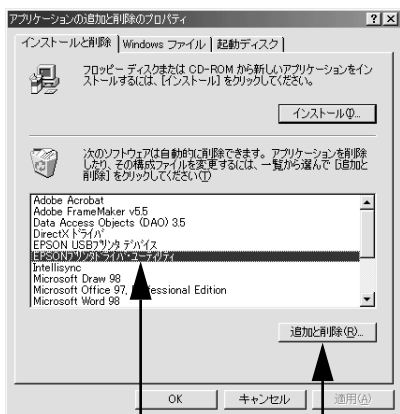 アプリケーションの追加と削除のプロパティ
インストールと削除 Windows ファイル 起動ディスク
フロッピー ディスクまたは CD-ROM から新しいアプリケーションをイン
ストールするには、[インストール] をクリックしてください。
インストール(I)...
次のソフトウェアは自動的に削除できます。アプリケーションを削除
したり、その構成ファイルを変更するには、一覧から選んで [追加と
削除] をクリックしてください(T)
Adobe Acrobat
Adobe FrameMaker v5.5
Data Access Objects (DAO) 3.5
DirectX ドライバ
EPSON USBプリンタ デバイス
EPSONプリンタドライバ・ユーティリティ
Intellisync
Microsoft Draw 98
Microsoft Office 97, Professional Edition
Microsoft Word 98
追加と削除(R)...
OK キャンセル 適用(A)